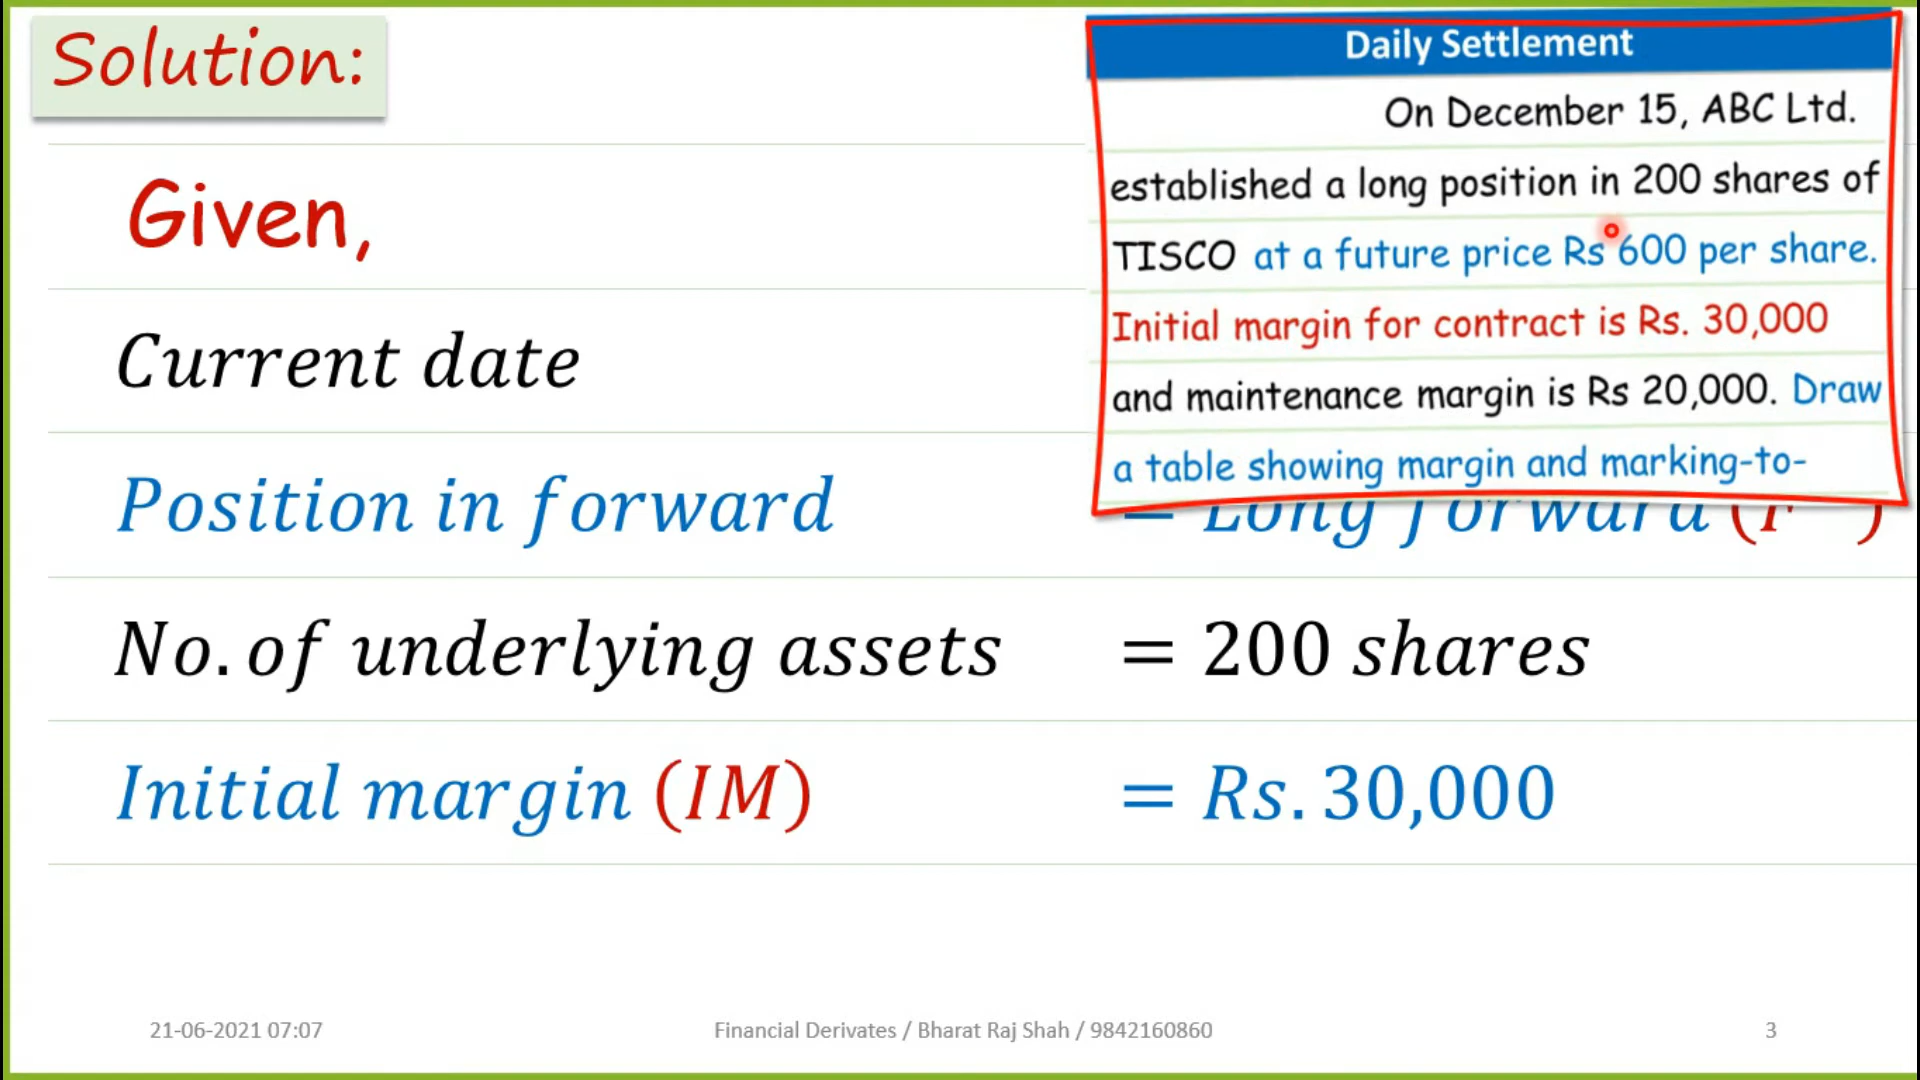 Solution:
Daily Settlement
On December 15, ABC Ltd.
established a long position in 200 shares of
TISCO at a future price Rs 600 per share.
Initial margin for contract is Rs. 30,000
and maintenance margin is Rs 20,000. Draw
a table showing margin and marking-to-
Given,
Current date
Position in forward = Long forward (F )
No. of underlying assets = 200 shares
Initial margin (IM) = Rs. 30,000
21-06-2021 07:07 Financial Derivates / Bharat Raj Shah / 9842160860 3